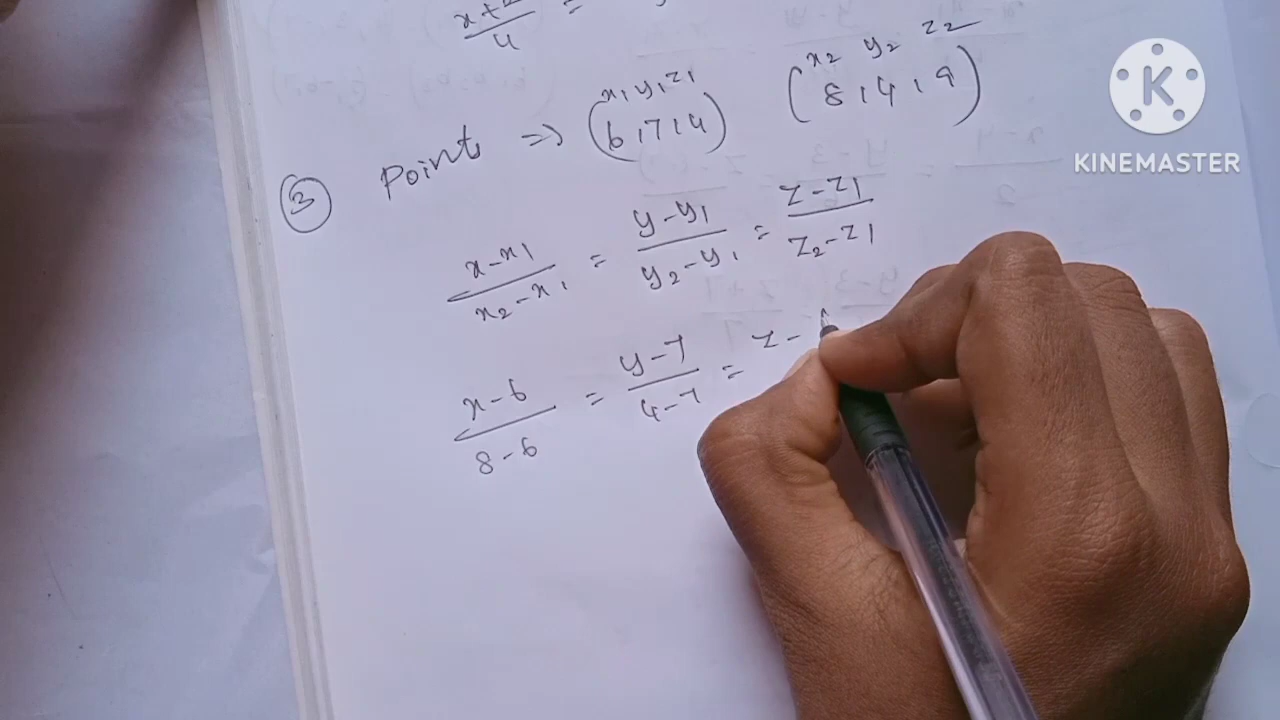 x+
4 =
Point => (6,7,4) (8,4,9)
x1 y1 z1 x2 y2 z2
K
KINEMASTER
3
x-x1/x2-x1 = y-y1/y2-y1 = z-z1/z2-z1
x-6/8-6 = y-7/4-7 = z-